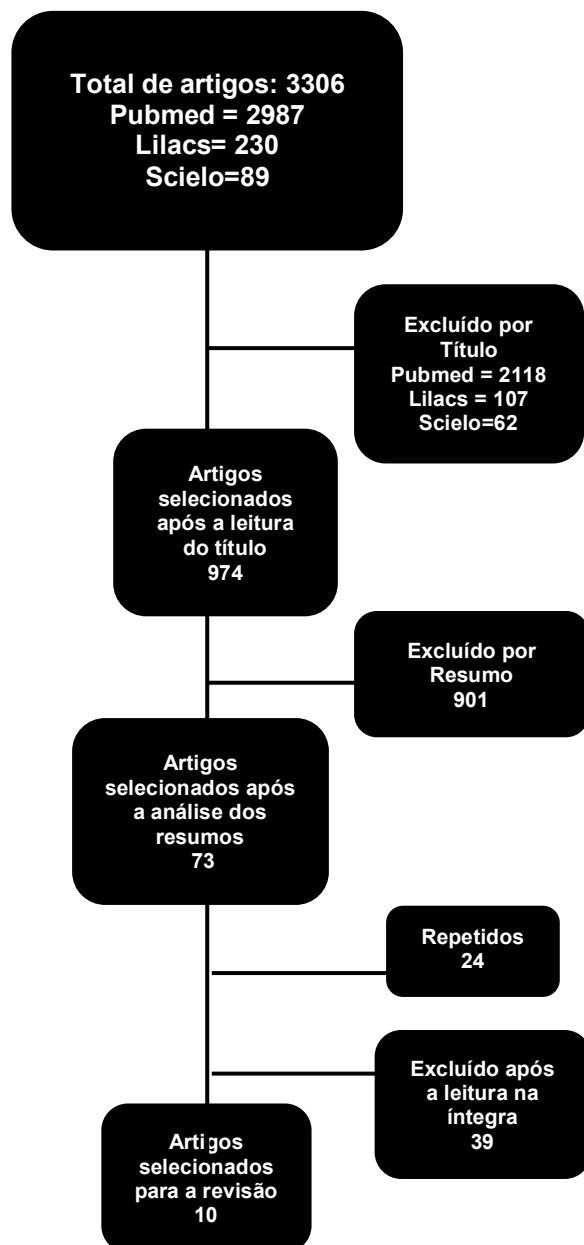 Total de artigos: 3306
Pubmed = 2987
Lilacs= 230
Scielo=89
Excluído por
Título
Pubmed = 2118
Lilacs = 107
Scielo=62
Artigos
selecionados
após a leitura
do título
974
Excluído por
Resumo
901
Artigos
selecionados após
a análise dos
resumos
73
Repetidos
24
Excluído após
a leitura na
íntegra
39
Artigos
selecionados
para a revisão
10